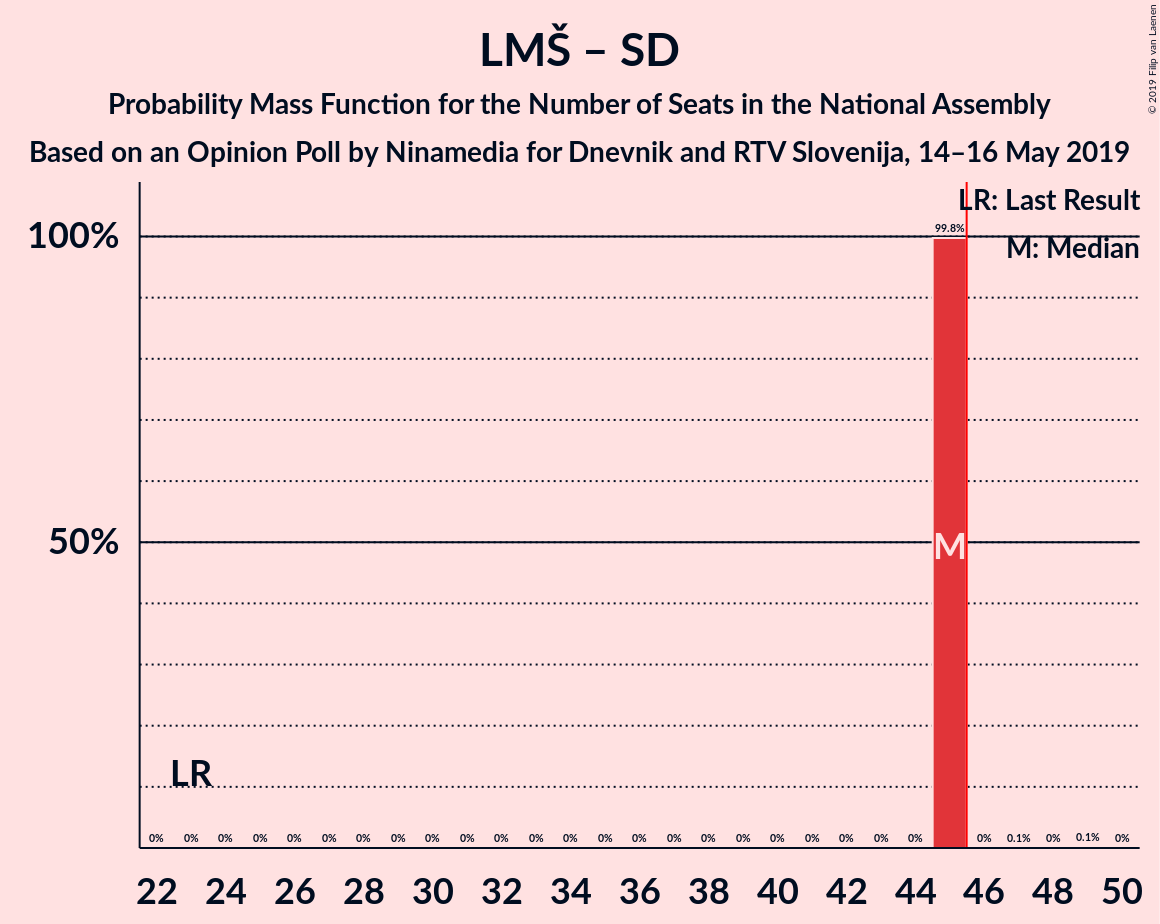 LMŠ – SD
Probability Mass Function for the Number of Seats in the National Assembly
Based on an Opinion Poll by Ninamedia for Dnevnik and RTV Slovenija, 14–16 May 2019
© 2019 Filip van Laenen
LR: Last Result
M: Median
100%
50%
99.8%
M
LR
0% 0% 0% 0% 0% 0% 0% 0% 0% 0% 0% 0% 0% 0% 0% 0% 0% 0% 0% 0% 0% 0% 0% 0% 0.1% 0% 0.1% 0%
22 24 26 28 30 32 34 36 38 40 42 44 46 48 50